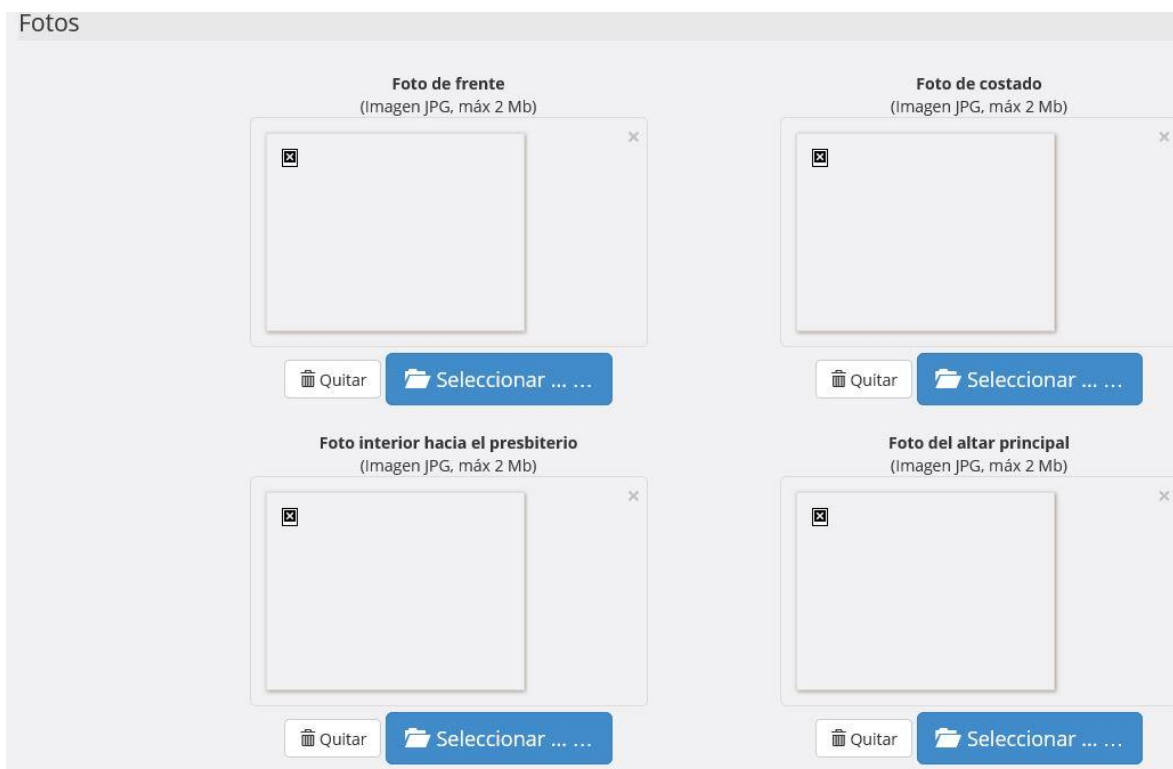 Fotos
Foto de frente
(Imagen JPG, máx 2 Mb)
Foto de costado
(Imagen JPG, máx 2 Mb)
Quitar
Seleccionar ... ...
Quitar
Seleccionar ... ...
Foto interior hacia el presbiterio
(Imagen JPG, máx 2 Mb)
Foto del altar principal
(Imagen JPG, máx 2 Mb)
Quitar
Seleccionar ... ...
Quitar
Seleccionar ... ...